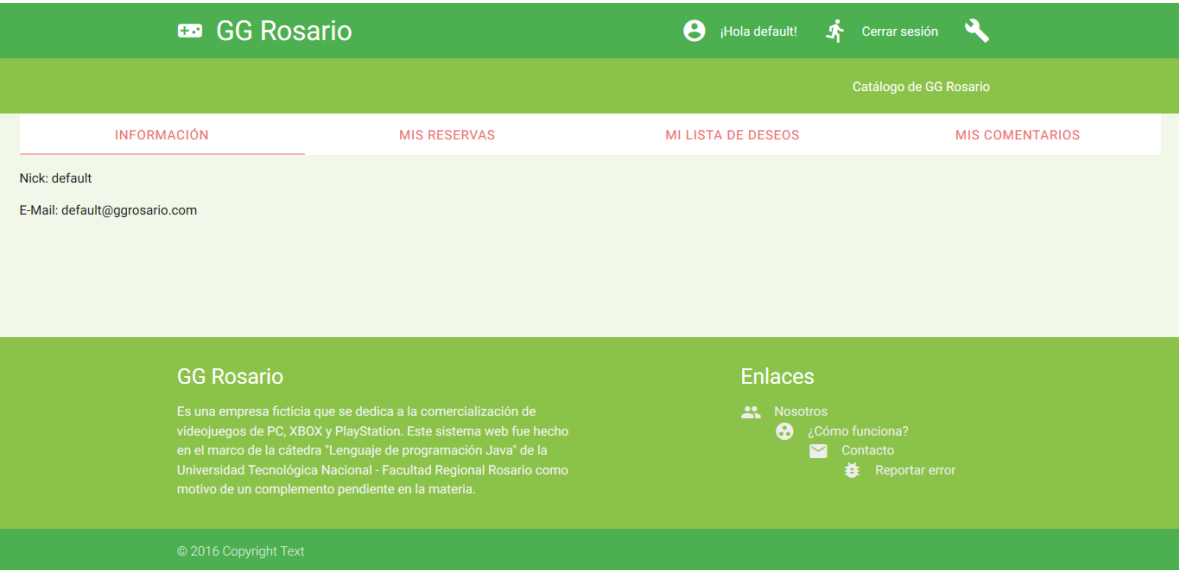 GG Rosario
¡Hola default!
Cerrar sesión
Catálogo de GG Rosario
INFORMACIÓN
MIS RESERVAS
MI LISTA DE DESEOS
MIS COMENTARIOS
Nick: default
E-Mail: default@ggrosario.com
GG Rosario
Es una empresa ficticia que se dedica a la comercialización de
videojuegos de PC, XBOX y PlayStation. Este sistema web fue hecho
en el marco de la cátedra "Lenguaje de programación Java" de la
Universidad Tecnológica Nacional - Facultad Regional Rosario como
motivo de un complemento pendiente en la materia.
Enlaces
Nosotros
¿Cómo funciona?
Contacto
Reportar error
© 2016 Copyright Text